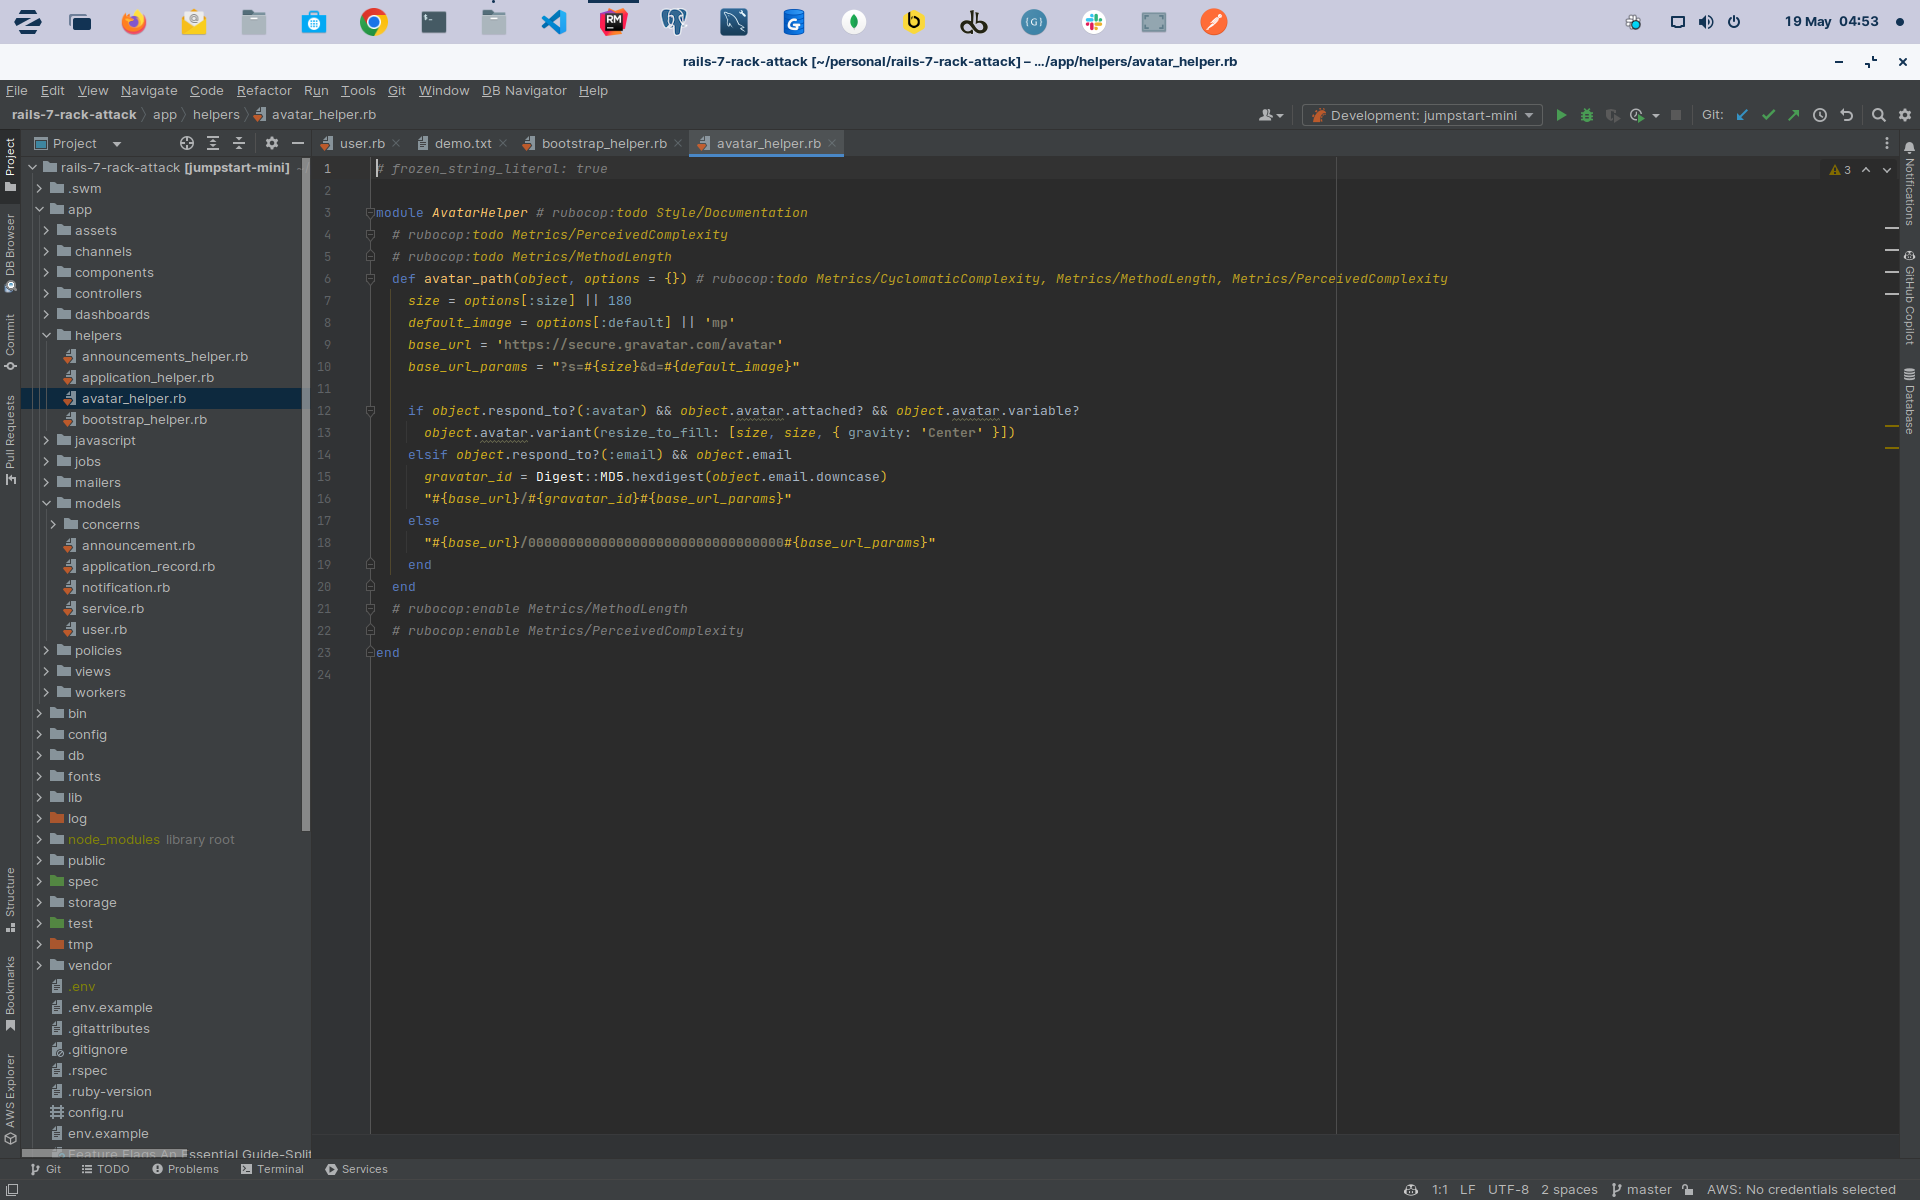 19 May 04:53
rails-7-rack-attack [~/personal/rails-7-rack-attack] – .../app/helpers/avatar_helper.rb
File Edit View Navigate Code Refactor Run Tools Git Window DB Navigator Help
rails-7-rack-attack app helpers avatar_helper.rb
Development: jumpstart-mini
Git:
Project
user.rb demo.txt bootstrap_helper.rb avatar_helper.rb
Project
DB Browser
Commit
Pull Requests
Structure
Bookmarks
AWS Explorer
rails-7-rack-attack [jumpstart-mini]
.swm
app
assets
channels
components
controllers
dashboards
helpers
announcements_helper.rb
application_helper.rb
avatar_helper.rb
bootstrap_helper.rb
javascript
jobs
mailers
models
concerns
announcement.rb
application_record.rb
notification.rb
service.rb
user.rb
policies
views
workers
bin
config
db
fonts
lib
log
node_modules library root
public
spec
storage
test
tmp
vendor
.env
.env.example
.gitattributes
.gitignore
.rspec
.ruby-version
config.ru
env.example
Feature Flags An Essential Guide-Split
1 # frozen_string_literal: true
2
3 module AvatarHelper # rubocop:todo Style/Documentation
4 # rubocop:todo Metrics/PerceivedComplexity
5 # rubocop:todo Metrics/MethodLength
6 def avatar_path(object, options = {}) # rubocop:todo Metrics/CyclomaticComplexity, Metrics/MethodLength, Metrics/PerceivedComplexity
7 size = options[:size] || 180
8 default_image = options[:default] || 'mp'
9 base_url = 'https://secure.gravatar.com/avatar'
10 base_url_params = "?s=#{size}&d=#{default_image}"
11
12 if object.respond_to?(:avatar) && object.avatar.attached? && object.avatar.variable?
13 object.avatar.variant(resize_to_fill: [size, size, { gravity: 'Center' }])
14 elsif object.respond_to?(:email) && object.email
15 gravatar_id = Digest::MD5.hexdigest(object.email.downcase)
16 "#{base_url}/#{gravatar_id}#{base_url_params}"
17 else
18 "#{base_url}/00000000000000000000000000000000#{base_url_params}"
19 end
20 end
21 # rubocop:enable Metrics/MethodLength
22 # rubocop:enable Metrics/PerceivedComplexity
23 end
24
3
Notifications
GitHub Copilot
Database
Git TODO Problems Terminal Services
1:1 LF UTF-8 2 spaces master AWS: No credentials selected